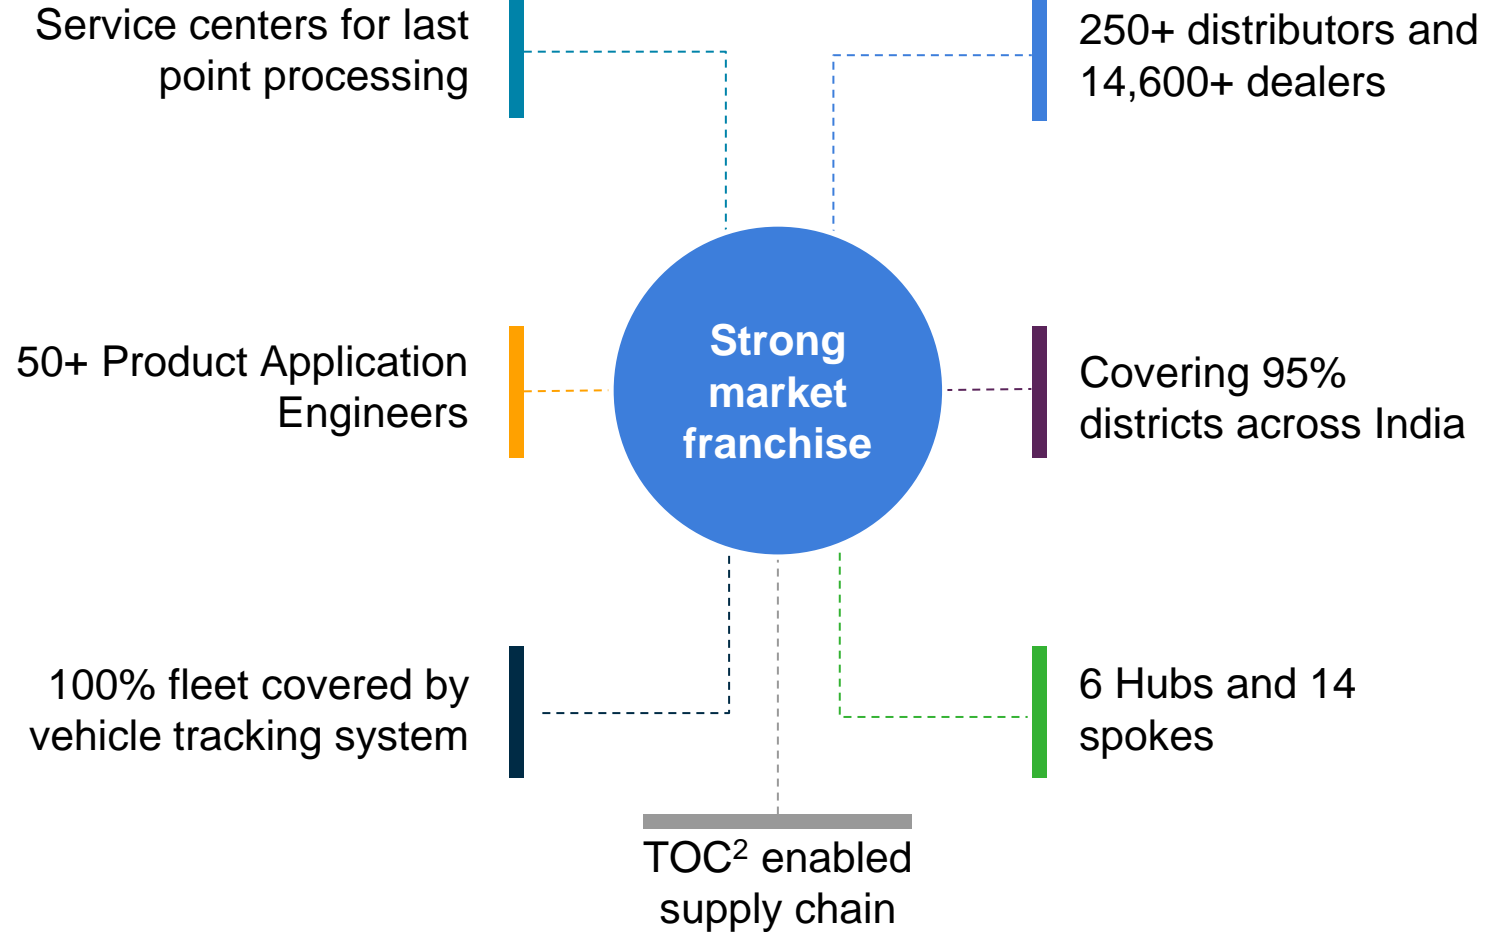 Service centers for last
point processing
250+ distributors and
14,600+ dealers
50+ Product Application
Engineers
Strong
market
franchise
Covering 95%
districts across India
100% fleet covered by
vehicle tracking system
6 Hubs and 14
spokes
TOC² enabled
supply chain